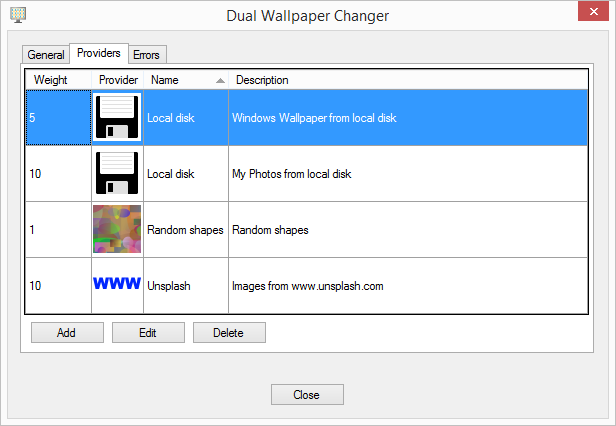 Dual Wallpaper Changer
General Providers Errors
Weight Provider Name Description
5 Local disk Windows Wallpaper from local disk
10 Local disk My Photos from local disk
1 Random shapes Random shapes
10 WWW Unsplash Images from www.unsplash.com
Add Edit Delete
Close